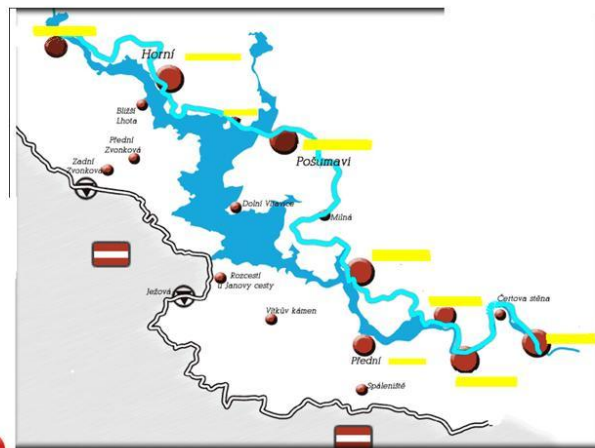 Horní
Bližší
Lhota
Přední
Zvonková
Zadní
Zvonková
Pošumaví
Dolní Vltavice
Milná
Rozcestí
u Janovy cesty
Ježová
Čertova stěna
Vítkův kámen
Přední
Spáleniště